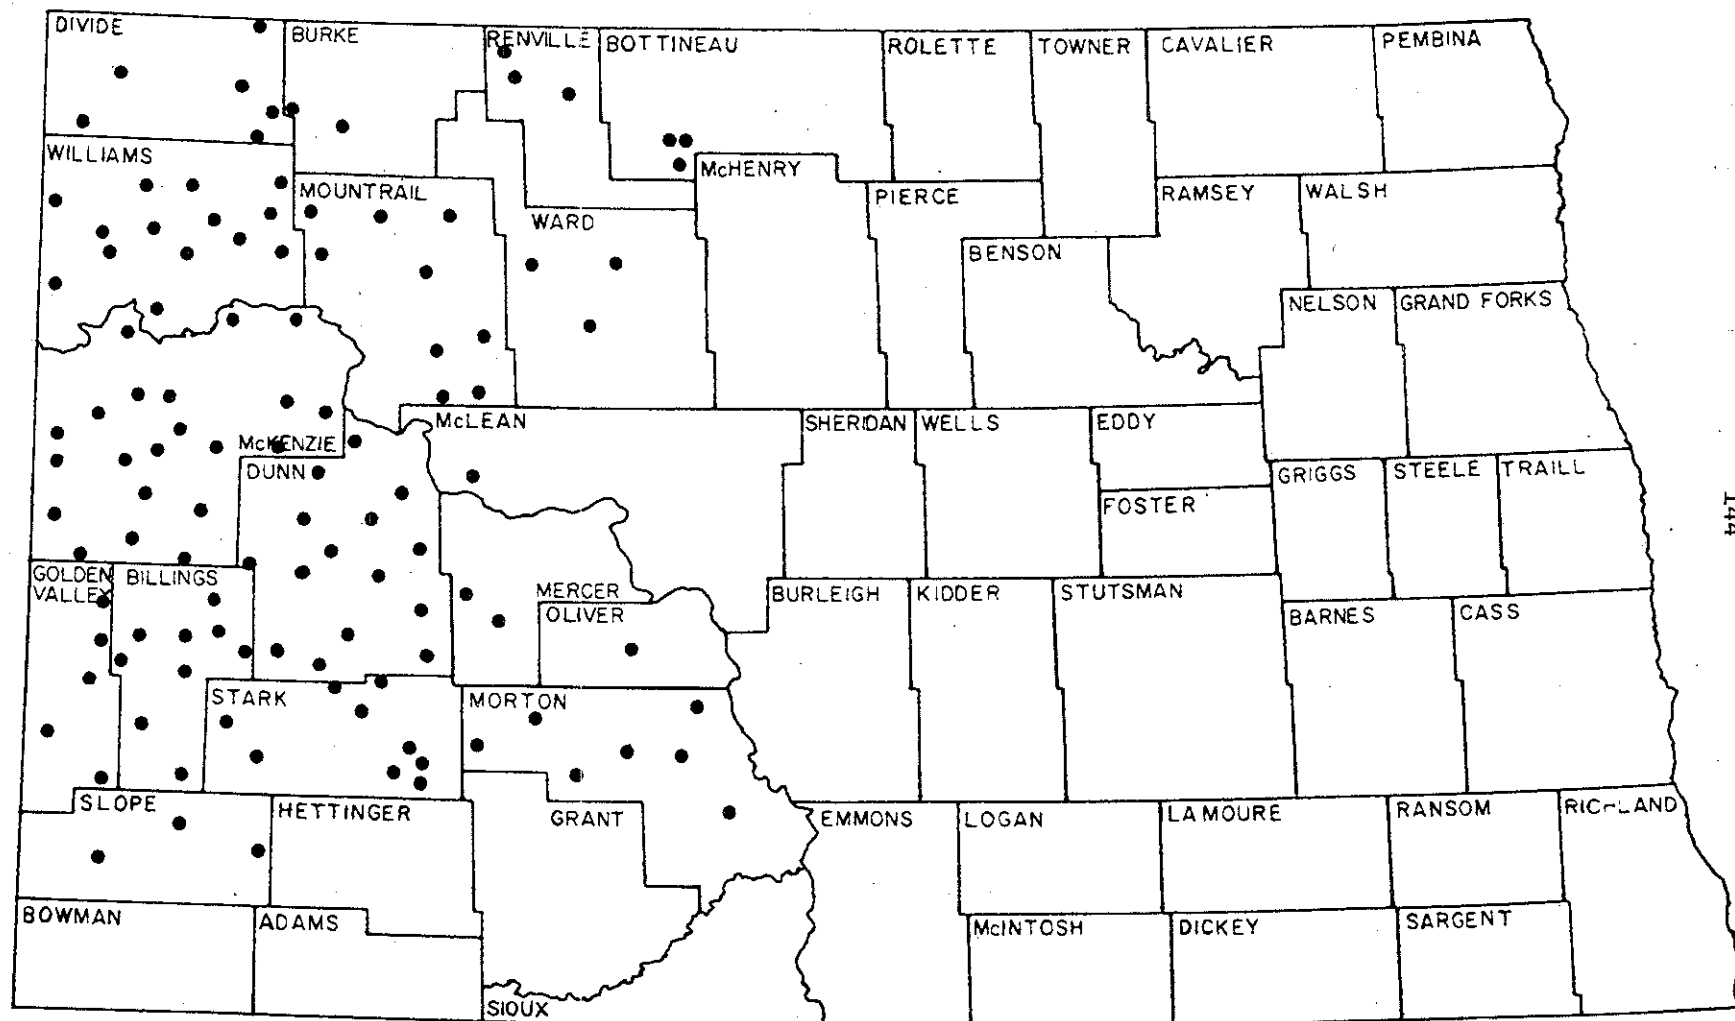 DIVIDE
BURKE
RENVILLE
BOTTINEAU
ROLETTE
TOWNER
CAVALIER
PEMBINA
WILLIAMS
MOUNTRAIL
WARD
McHENRY
PIERCE
RAMSEY
WALSH
BENSON
NELSON
GRAND FORKS
McKENZIE
DUNN
McLEAN
SHERIDAN
WELLS
EDDY
FOSTER
GRIGGS
STEELE
TRAILL
144
GOLDEN
VALLEY
BILLINGS
MERCER
OLIVER
BURLEIGH
KIDDER
STUTSMAN
BARNES
CASS
STARK
MORTON
SLOPE
HETTINGER
GRANT
EMMONS
LOGAN
LA MOURE
RANSOM
RICHLAND
BOWMAN
ADAMS
SIOUX
McINTOSH
DICKEY
SARGENT